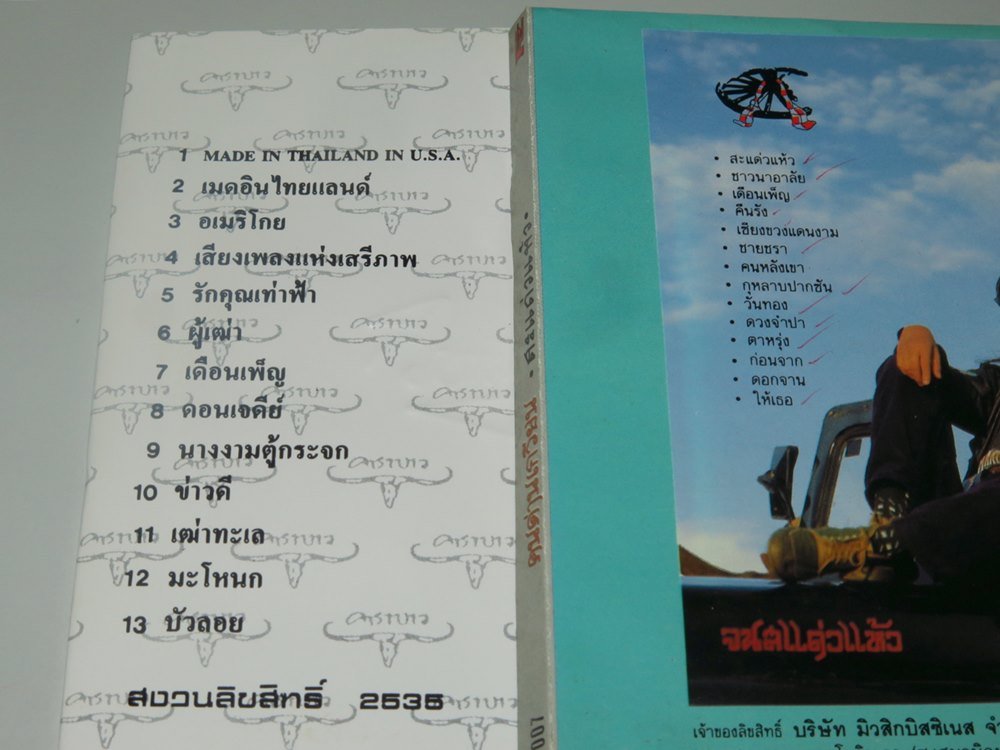 1 MADE IN THAILAND IN U.S.A.
2 เมดอินไทยแลนด์
3 อเมริโกย
4 เสียงเพลงแห่งเสรีภาพ
5 รักคุณเท่าฟ้า
6 ผู้เฒ่า
7 เดือนเพ็ญ
8 ดอนเจดีย์
9 นางงามตู้กระจก
10 ข่าวดี
11 เฒ่าทะเล
12 มะโหนก
13 บัวลอย
สงวนลิขสิทธิ์ 2535
คาราบาว
007
• สะแด่วแห้ว
• ชาวนาอาลัย
• เดือนเพ็ญ
• คืนรัง
• เชียงขวงแดนงาม
• ชายชรา
• คนหลังเขา
• กุหลาบปากซัน
• วันทอง
• ดวงจำปา
• ตาหรุ่ง
• ก่อนจาก
• ดอกจาน
• ให้เธอ
เจ้าของลิขสิทธิ์ บริษัท มิวสิกบิสซิเนส จำ